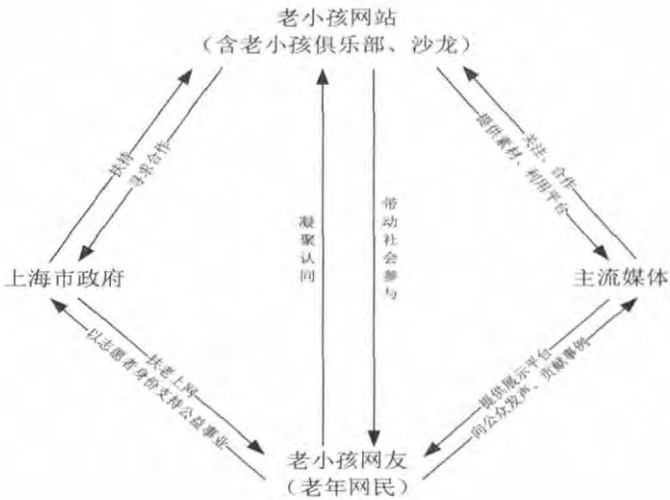 老小孩网站
（含老小孩俱乐部、沙龙）
扶持
寻求合作
关注、合作
提供素材、利用平台
凝聚认同
带动社会参与
上海市政府
主流媒体
扶老上网
以志愿者身份支持公益事业
提供展示平台
向公众发声、贡献事例
老小孩网友
（老年网民）